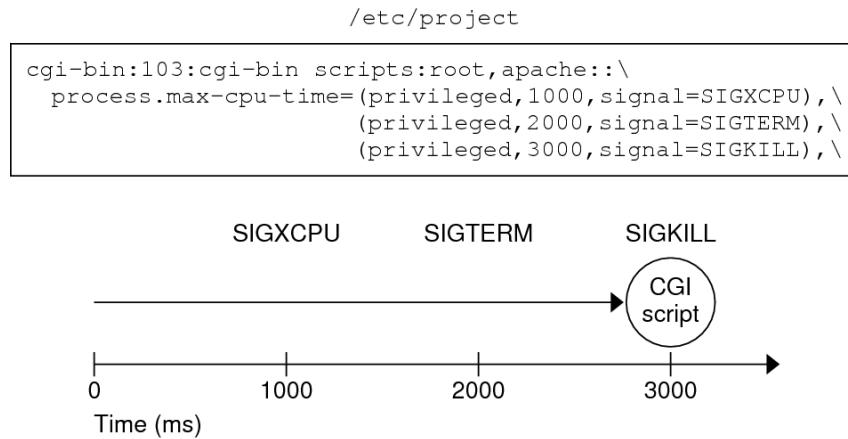 /etc/project
cgi-bin:103:cgi-bin scripts:root,apache::\
process.max-cpu-time=(privileged,1000,signal=SIGXCPU),\
(privileged,2000,signal=SIGTERM),\
(privileged,3000,signal=SIGKILL),\
SIGXCPU SIGTERM SIGKILL
CGI
script
0 1000 2000 3000
Time (ms)